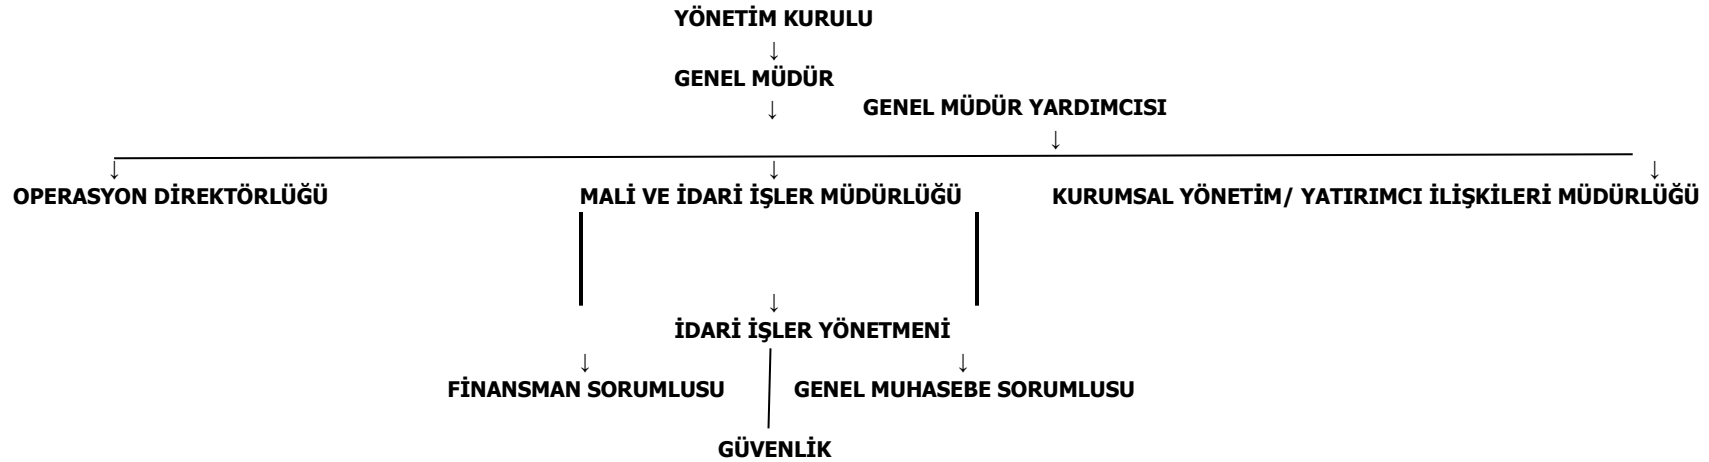 YÖNETİM KURULU
↓
GENEL MÜDÜR
↓ GENEL MÜDÜR YARDIMCISI
↓
↓ ↓ ↓
OPERASYON DİREKTÖRLÜĞÜ MALİ VE İDARİ İŞLER MÜDÜRLÜĞÜ KURUMSAL YÖNETİM/ YATIRIMCI İLİŞKİLERİ MÜDÜRLÜĞÜ
↓
İDARİ İŞLER YÖNETMENİ
↓ ↓
FİNANSMAN SORUMLUSU GENEL MUHASEBE SORUMLUSU
GÜVENLİK